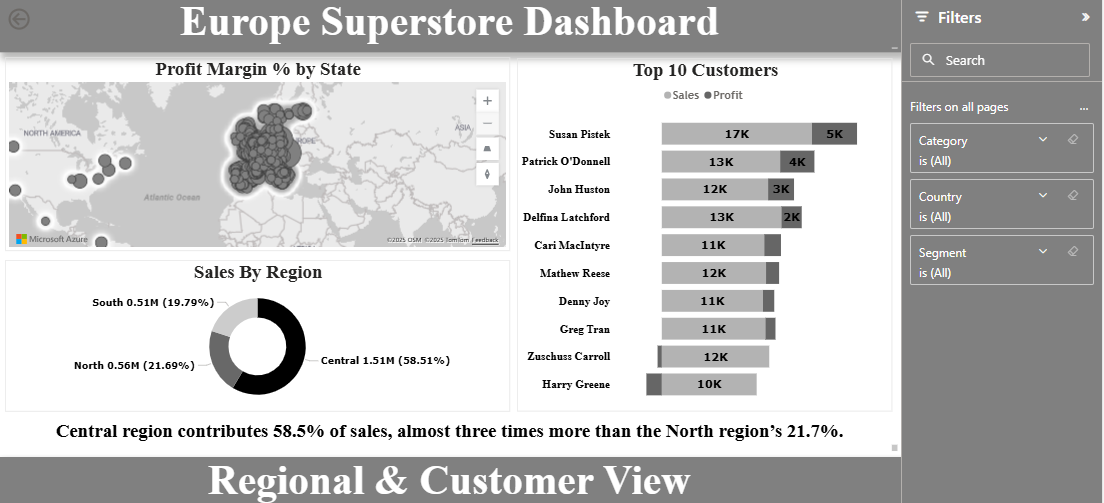 Europe Superstore Dashboard
Profit Margin % by State
NORTH AMERICA
ASIA
Atlantic Ocean
Microsoft Azure
©2025 OSM ©2025 TomTom Feedback
Sales By Region
South 0.51M (19.79%)
North 0.56M (21.69%)
Central 1.51M (58.51%)
Top 10 Customers
Sales Profit
Susan Pistek 17K 5K
Patrick O'Donnell 13K 4K
John Huston 12K 3K
Delfina Latchford 13K 2K
Cari MacIntyre 11K
Mathew Reese 12K
Denny Joy 11K
Greg Tran 11K
Zuschuss Carroll 12K
Harry Greene 10K
Central region contributes 58.5% of sales, almost three times more than the North region’s 21.7%.
Regional & Customer View
Filters
Search
Filters on all pages
...
Category
is (All)
Country
is (All)
Segment
is (All)